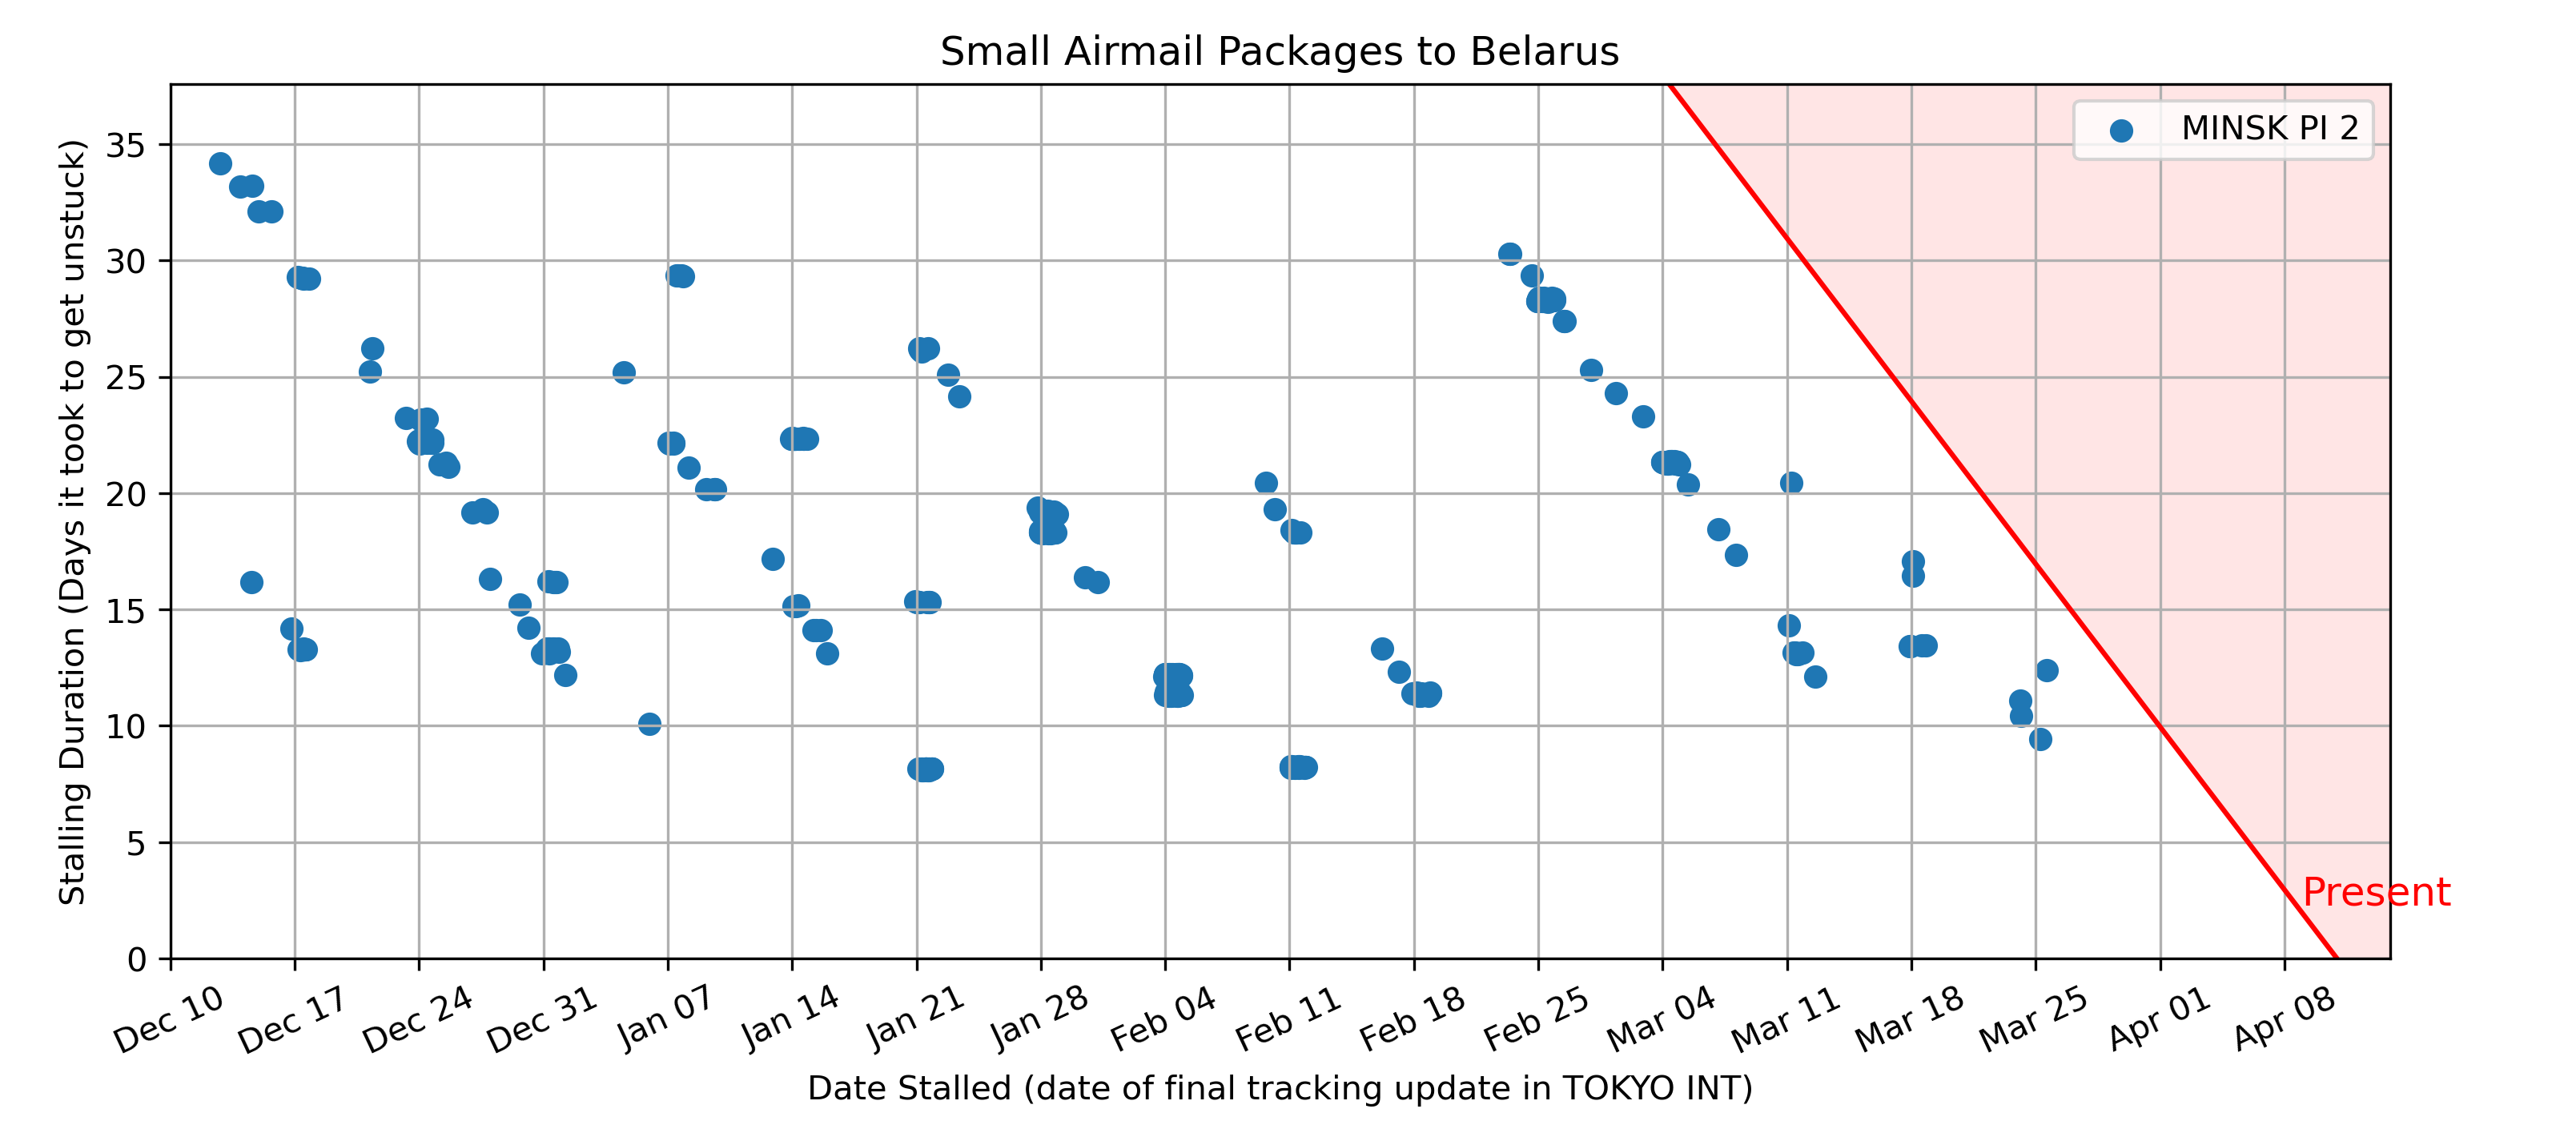 Small Airmail Packages to Belarus
MINSK PI 2
Stalling Duration (Days it took to get unstuck)
35
30
25
20
15
10
5
0
Present
Dec 10
Dec 17
Dec 24
Dec 31
Jan 07
Jan 14
Jan 21
Jan 28
Feb 04
Feb 11
Feb 18
Feb 25
Mar 04
Mar 11
Mar 18
Mar 25
Apr 01
Apr 08
Date Stalled (date of final tracking update in TOKYO INT)